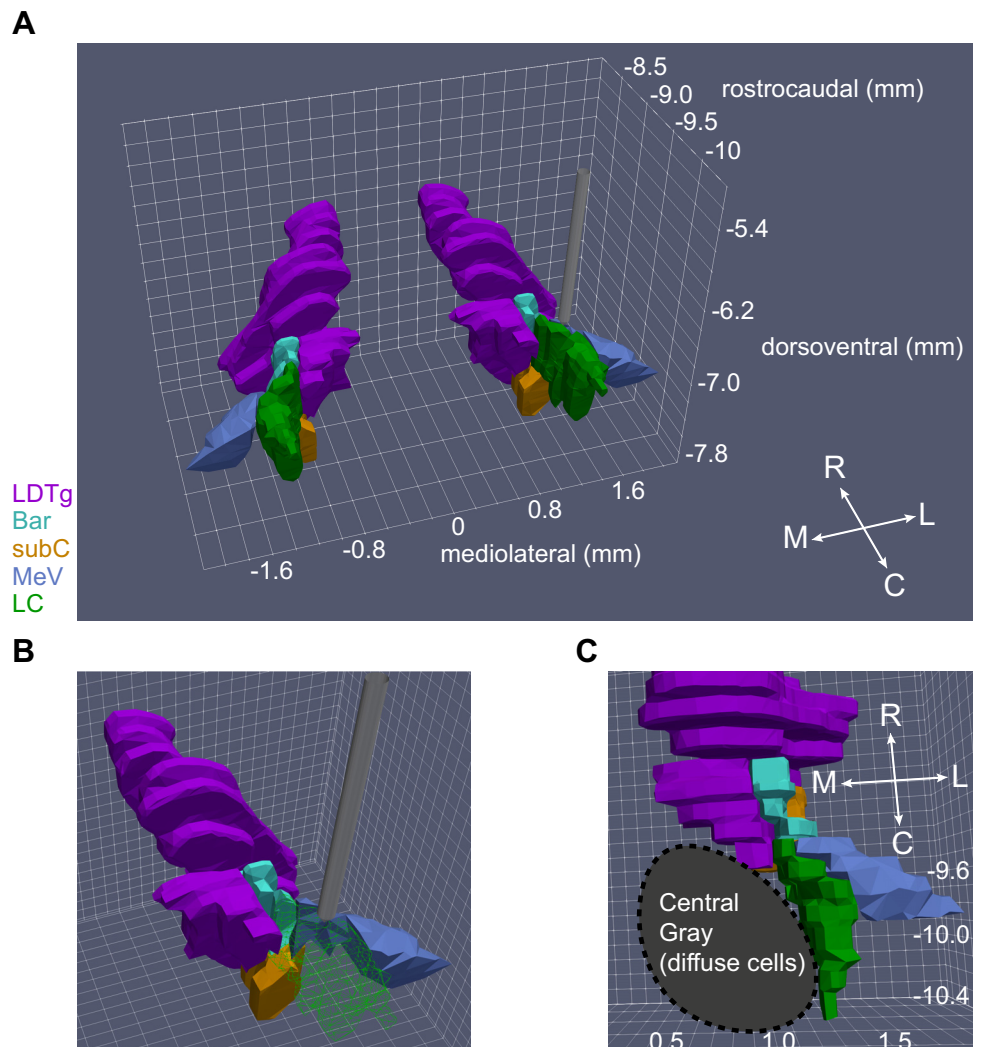 A
-8.5
-9.0
rostrocaudal (mm)
-9.5
-10
-5.4
-6.2
dorsoventral (mm)
-7.0
-7.8
R
1.6
LDTg
0.8
L
Bar
0
M
subC
-0.8
mediolateral (mm)
MeV
-1.6
C
LC
B
C
R
M
L
C
-9.6
Central
Gray
(diffuse cells)
-10.0
-10.4
0.5
1.0
1.5